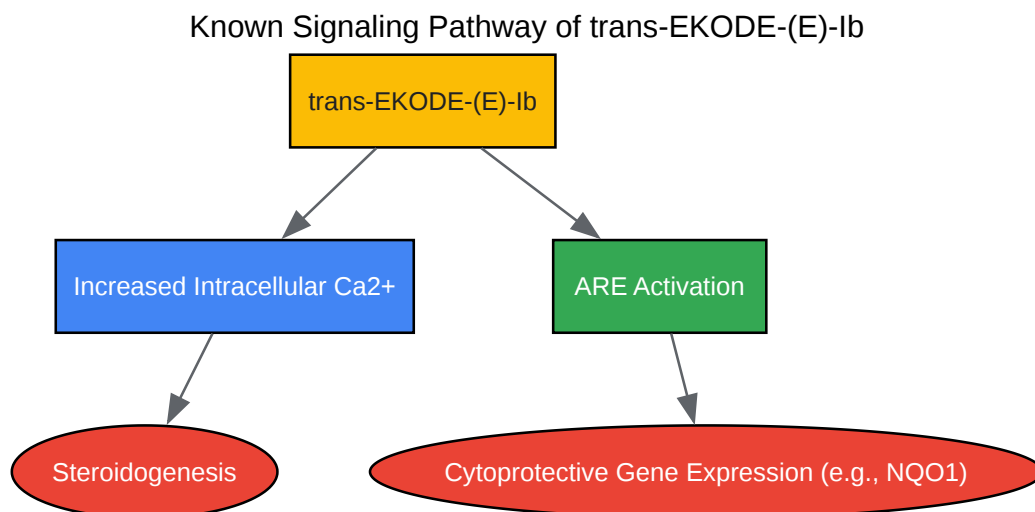 Known Signaling Pathway of trans-EKODE-(E)-Ib
trans-EKODE-(E)-Ib
Increased Intracellular Ca2+
ARE Activation
Steroidogenesis
Cytoprotective Gene Expression (e.g., NQO1)